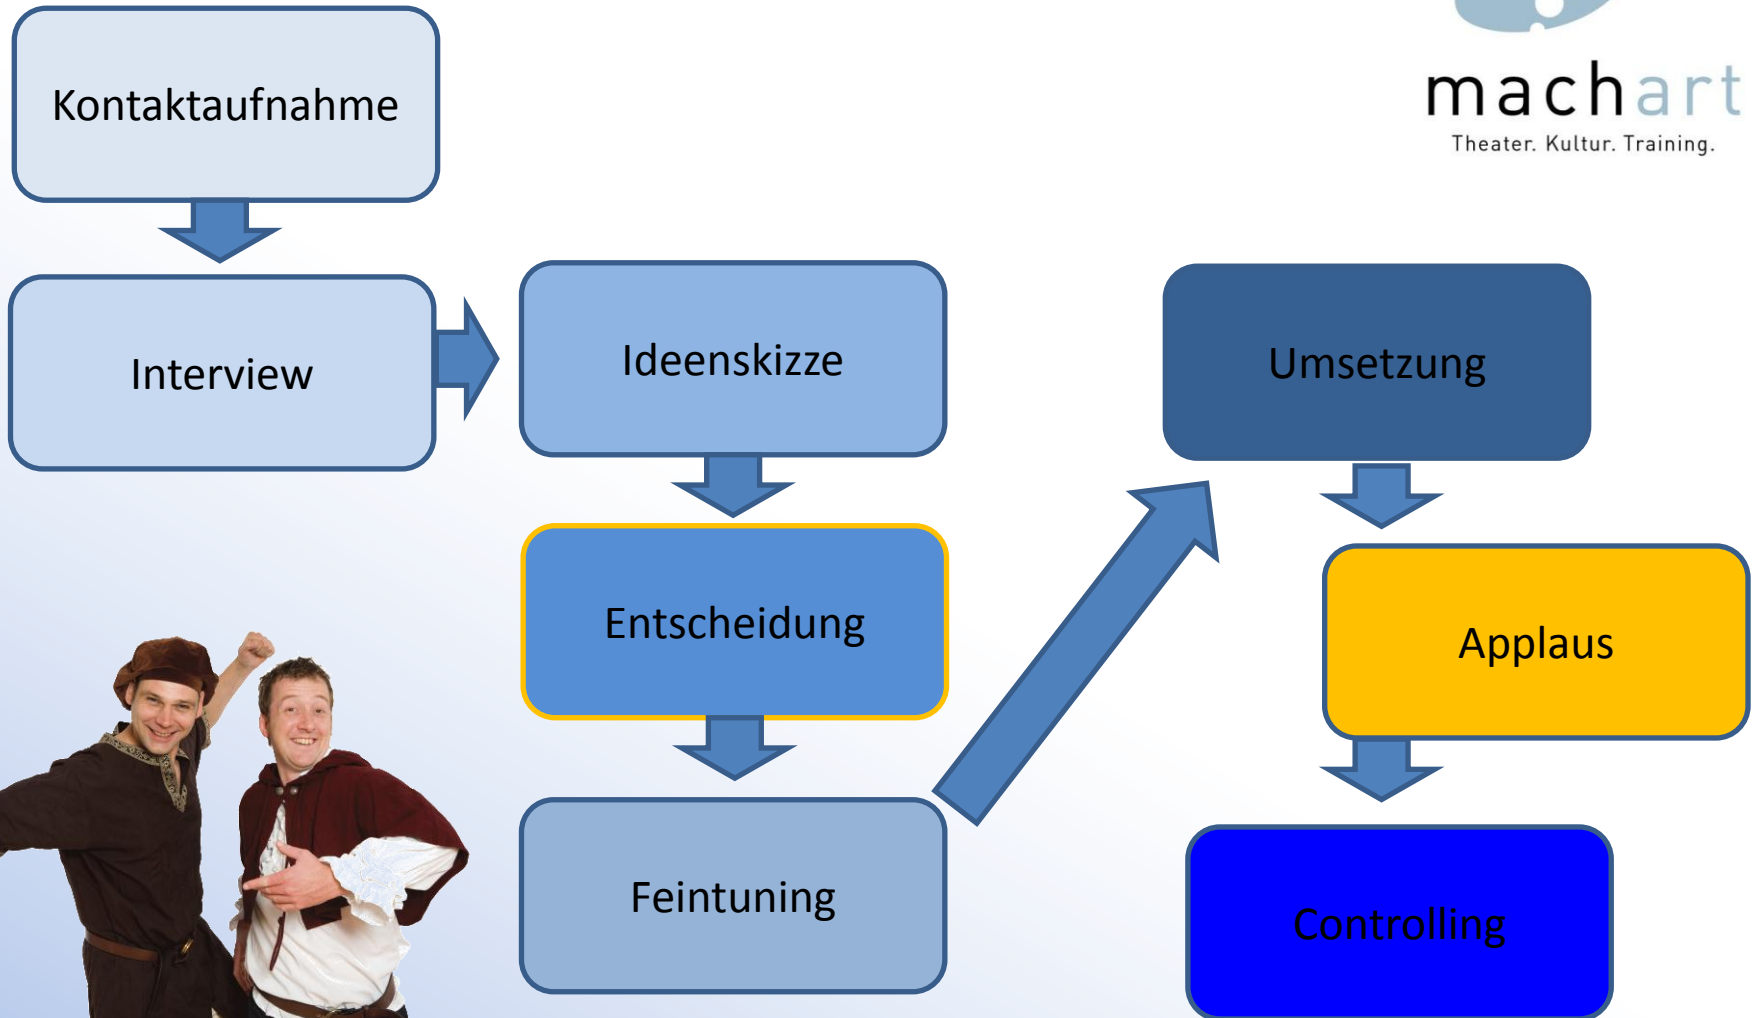 Kontaktaufnahme
machart
Theater. Kultur. Training.
Interview
Ideenskizze
Entscheidung
Feintuning
Umsetzung
Applaus
Controlling